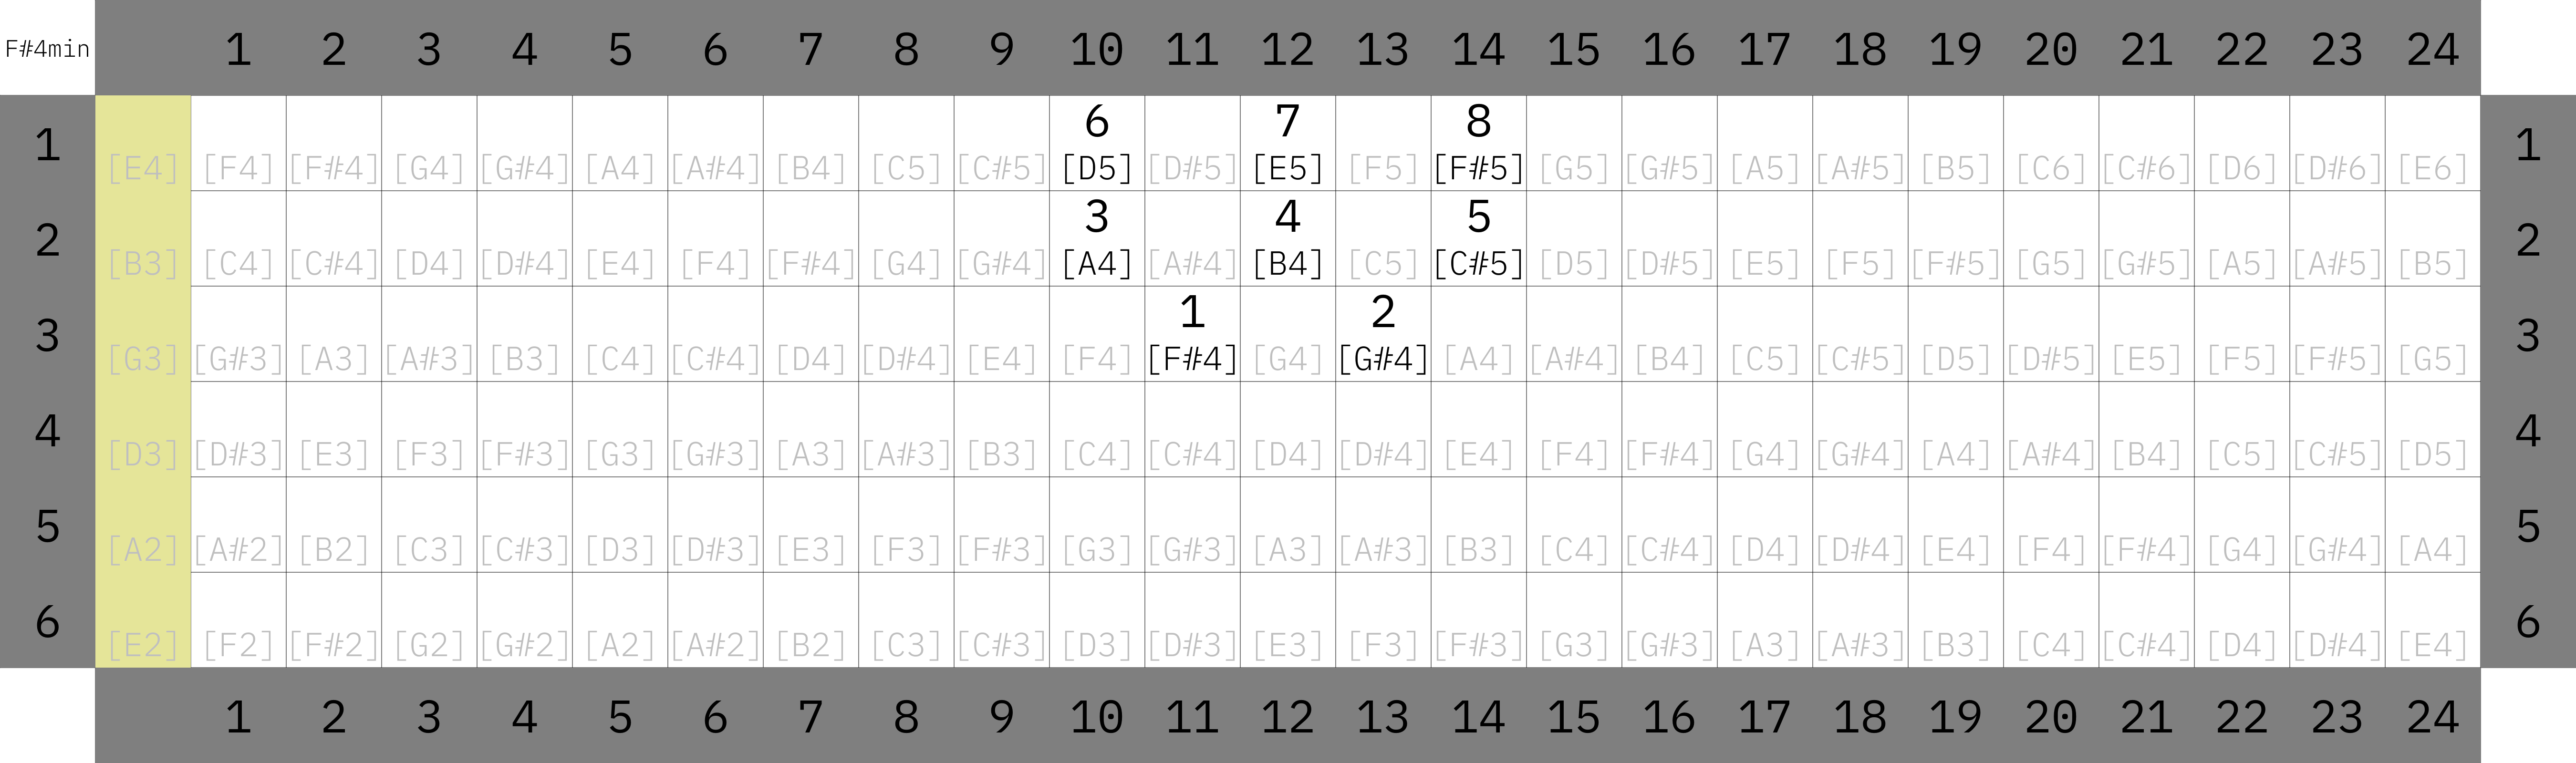 F#4min 1 2 3 4 5 6 7 8 9 10 11 12 13 14 15 16 17 18 19 20 21 22 23 24
6 7 8
1 [E4] [F4] [F#4] [G4] [G#4] [A4] [A#4] [B4] [C5] [C#5] [D5] [D#5] [E5] [F5] [F#5] [G5] [G#5] [A5] [A#5] [B5] [C6] [C#6] [D6] [D#6] [E6] 1
3 4 5
2 [B3] [C4] [C#4] [D4] [D#4] [E4] [F4] [F#4] [G4] [G#4] [A4] [A#4] [B4] [C5] [C#5] [D5] [D#5] [E5] [F5] [F#5] [G5] [G#5] [A5] [A#5] [B5] 2
1 2
3 [G3] [G#3] [A3] [A#3] [B3] [C4] [C#4] [D4] [D#4] [E4] [F4] [F#4] [G4] [G#4] [A4] [A#4] [B4] [C5] [C#5] [D5] [D#5] [E5] [F5] [F#5] [G5] 3
4 [D3] [D#3] [E3] [F3] [F#3] [G3] [G#3] [A3] [A#3] [B3] [C4] [C#4] [D4] [D#4] [E4] [F4] [F#4] [G4] [G#4] [A4] [A#4] [B4] [C5] [C#5] [D5] 4
5 [A2] [A#2] [B2] [C3] [C#3] [D3] [D#3] [E3] [F3] [F#3] [G3] [G#3] [A3] [A#3] [B3] [C4] [C#4] [D4] [D#4] [E4] [F4] [F#4] [G4] [G#4] [A4] 5
6 [E2] [F2] [F#2] [G2] [G#2] [A2] [A#2] [B2] [C3] [C#3] [D3] [D#3] [E3] [F3] [F#3] [G3] [G#3] [A3] [A#3] [B3] [C4] [C#4] [D4] [D#4] [E4] 6
1 2 3 4 5 6 7 8 9 10 11 12 13 14 15 16 17 18 19 20 21 22 23 24